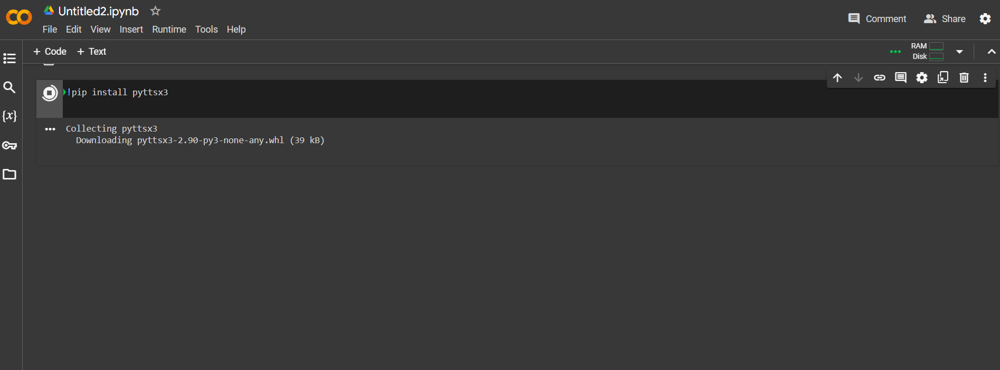 Untitled2.ipynb
File Edit View Insert Runtime Tools Help
Comment Share
+ Code + Text
RAM
Disk
{x}
!pip install pyttsx3
Collecting pyttsx3
Downloading pyttsx3-2.90-py3-none-any.whl (39 kB)